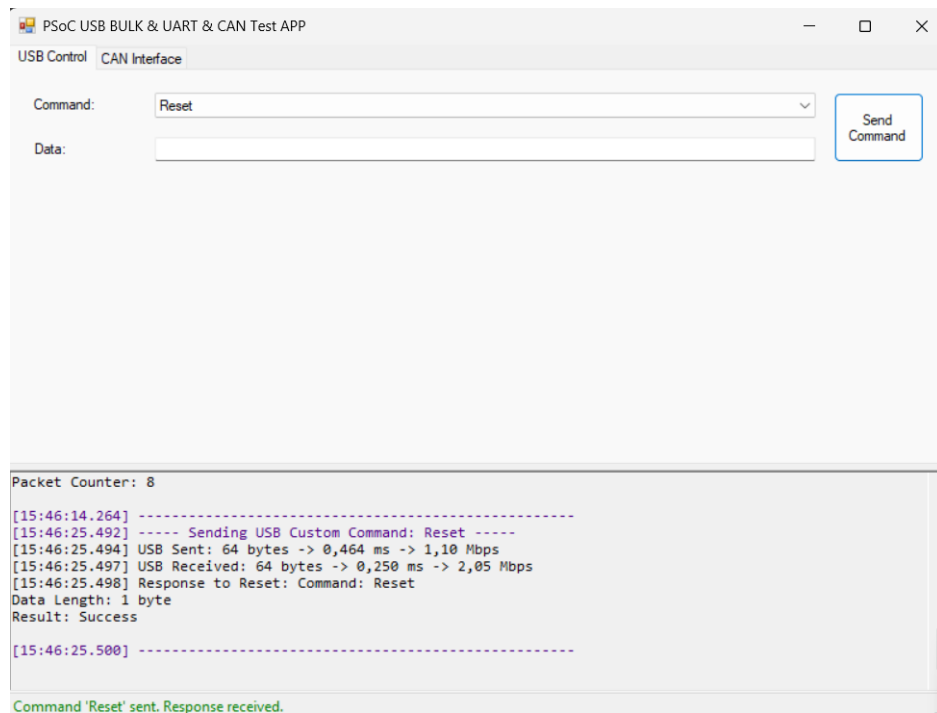 PSoC USB BULK & UART & CAN Test APP
USB Control CAN Interface
Command: Reset
Send
Command
Data:
Packet Counter: 8
[15:46:14.264] ----------------------------------------------------
[15:46:25.492] ----- Sending USB Custom Command: Reset -----
[15:46:25.494] USB Sent: 64 bytes -> 0,464 ms -> 1,10 Mbps
[15:46:25.497] USB Received: 64 bytes -> 0,250 ms -> 2,05 Mbps
[15:46:25.498] Response to Reset: Command: Reset
Data Length: 1 byte
Result: Success
[15:46:25.500] ----------------------------------------------------
Command 'Reset' sent. Response received.